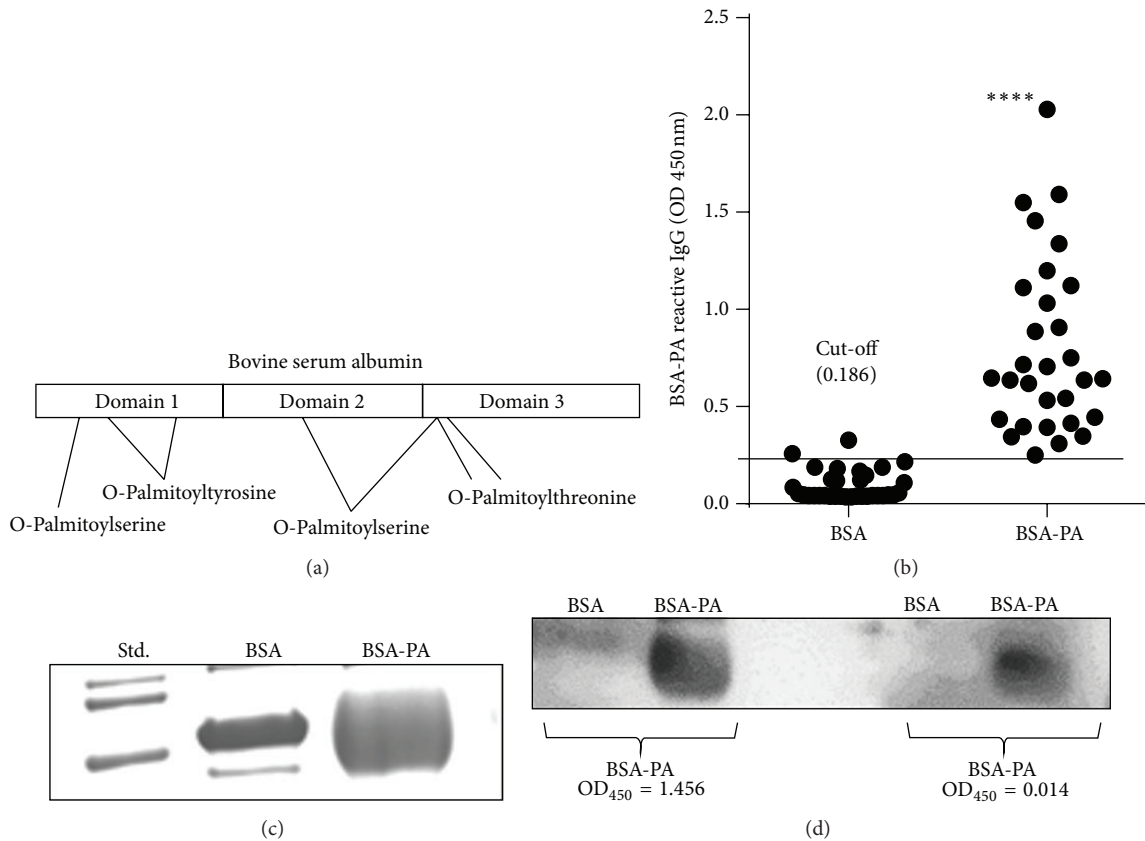 Bovine serum albumin
Domain 1 Domain 2 Domain 3
O-Palmitoyltyrosine
O-Palmitoylthreonine
O-Palmitoylserine
O-Palmitoylserine
(a)
BSA-PA reactive IgG (OD 450 nm)
2.5
2.0
1.5
1.0
0.5
0.0
****
Cut-off
(0.186)
BSA BSA-PA
(b)
Std. BSA BSA-PA
(c)
BSA BSA-PA BSA BSA-PA
BSA-PA
OD450 = 1.456
BSA-PA
OD450 = 0.014
(d)